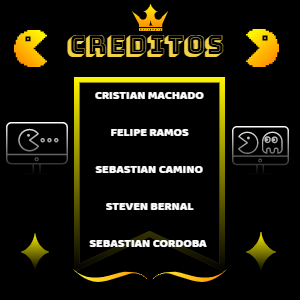 CREDITOS
CRISTIAN MACHADO
FELIPE RAMOS
SEBASTIAN CAMINO
STEVEN BERNAL
SEBASTIAN CORDOBA